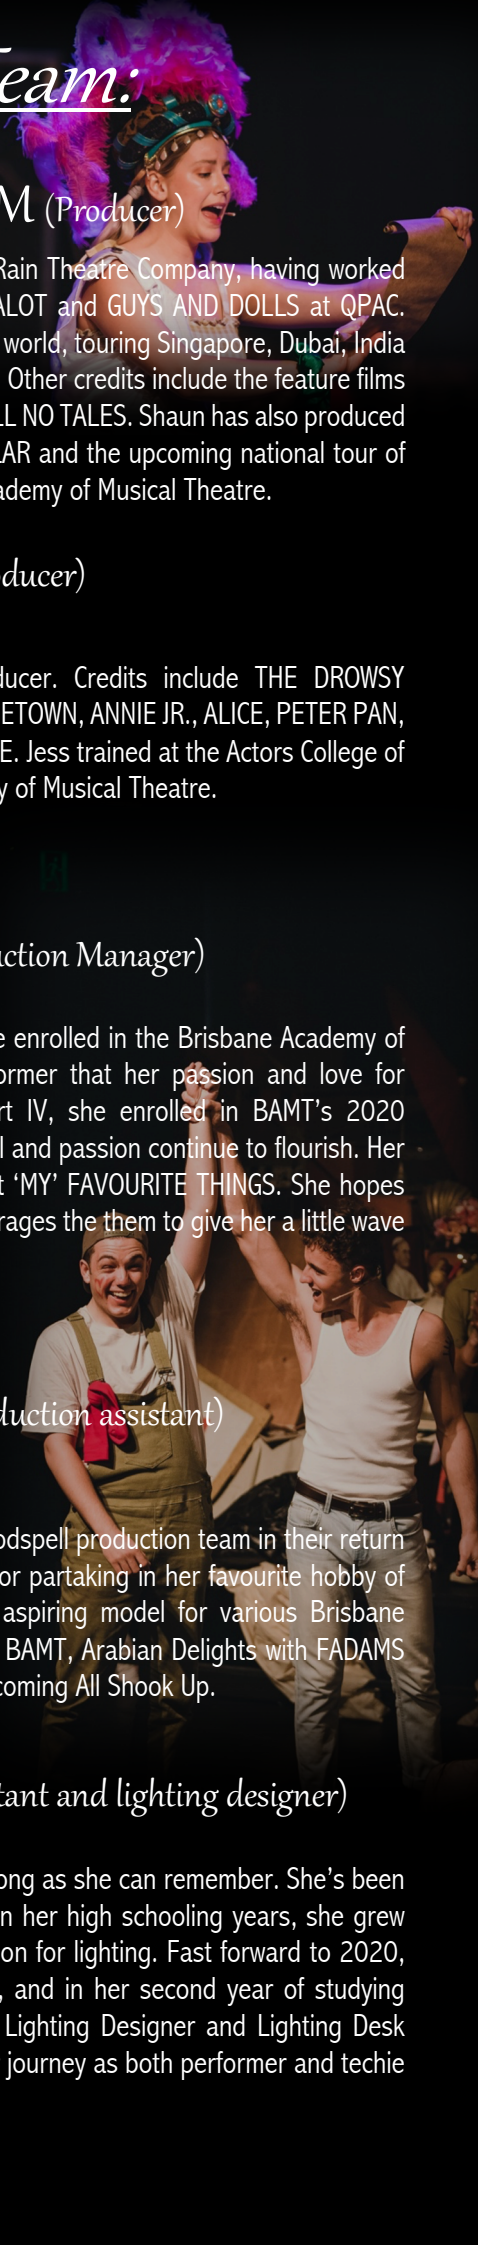 eam:
M (Producer)
Rain Theatre Company, having worked
ALOT and GUYS AND DOLLS at QPAC.
world, touring Singapore, Dubai, India
Other credits include the feature films
LL NO TALES. Shaun has also produced
LAR and the upcoming national tour of
ademy of Musical Theatre.
oducer)
ducer. Credits include THE DROWSY
ETOWN, ANNIE JR., ALICE, PETER PAN,
E. Jess trained at the Actors College of
y of Musical Theatre.
uction Manager)
e enrolled in the Brisbane Academy of
ormer that her passion and love for
rt IV, she enrolled in BAMT’s 2020
l and passion continue to flourish. Her
t ‘MY’ FAVOURITE THINGS. She hopes
rages the them to give her a little wave
duction assistant)
odspell production team in their return
or partaking in her favourite hobby of
aspiring model for various Brisbane
BAMT, Arabian Delights with FADAMS
coming All Shook Up.
tant and lighting designer)
ong as she can remember. She’s been
n her high schooling years, she grew
on for lighting. Fast forward to 2020,
, and in her second year of studying
Lighting Designer and Lighting Desk
journey as both performer and techie